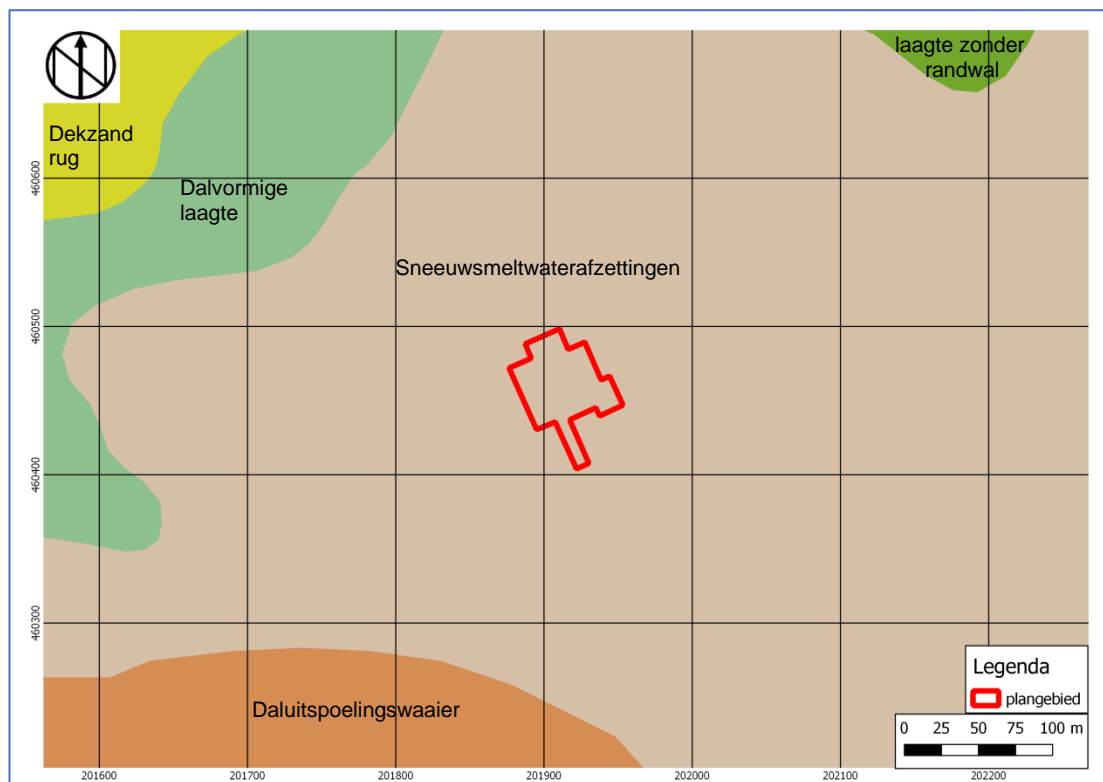 laagte zonder
randwal
Dekzand
rug
Dalvormige
laagte
Sneeuwsmeltwaterafzettingen
Daluitspoelingswaaier
460600
460500
460400
460300
Legenda
plangebied
0 25 50 75 100 m
201600 201700 201800 201900 202000 202100 202200